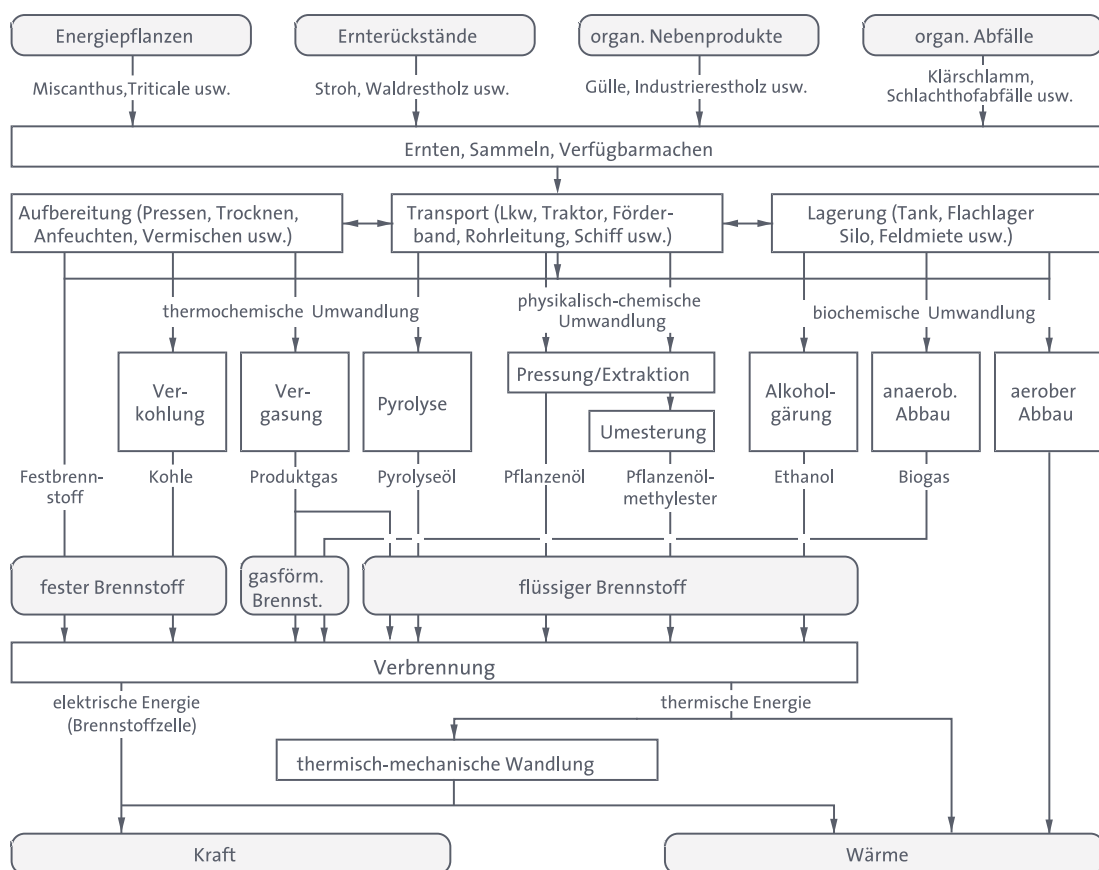 Energiepflanzen
Ernterückstände
organ. Nebenprodukte
organ. Abfälle
Miscanthus,Triticale usw.
Stroh, Waldrestholz usw.
Gülle, Industrierestholz usw.
Klärschlamm,
Schlachthofabfälle usw.
Ernten, Sammeln, Verfügbarmachen
Aufbereitung (Pressen, Trocknen,
Anfeuchten, Vermischen usw.)
Transport (Lkw, Traktor, Förder-
band, Rohrleitung, Schiff usw.)
Lagerung (Tank, Flachlager
Silo, Feldmiete usw.)
thermochemische Umwandlung
physikalisch-chemische
Umwandlung
biochemische Umwandlung
Ver-
kohlung
Ver-
gasung
Pyrolyse
Pressung/Extraktion
Umesterung
Alkohol-
gärung
anaerob.
Abbau
aerober
Abbau
Festbrenn-
stoff
Kohle
Produktgas
Pyrolyseöl
Pflanzenöl
Pflanzenöl-
methylester
Ethanol
Biogas
fester Brennstoff
gasförm.
Brennst.
flüssiger Brennstoff
Verbrennung
elektrische Energie
(Brennstoffzelle)
thermische Energie
thermisch-mechanische Wandlung
Kraft
Wärme